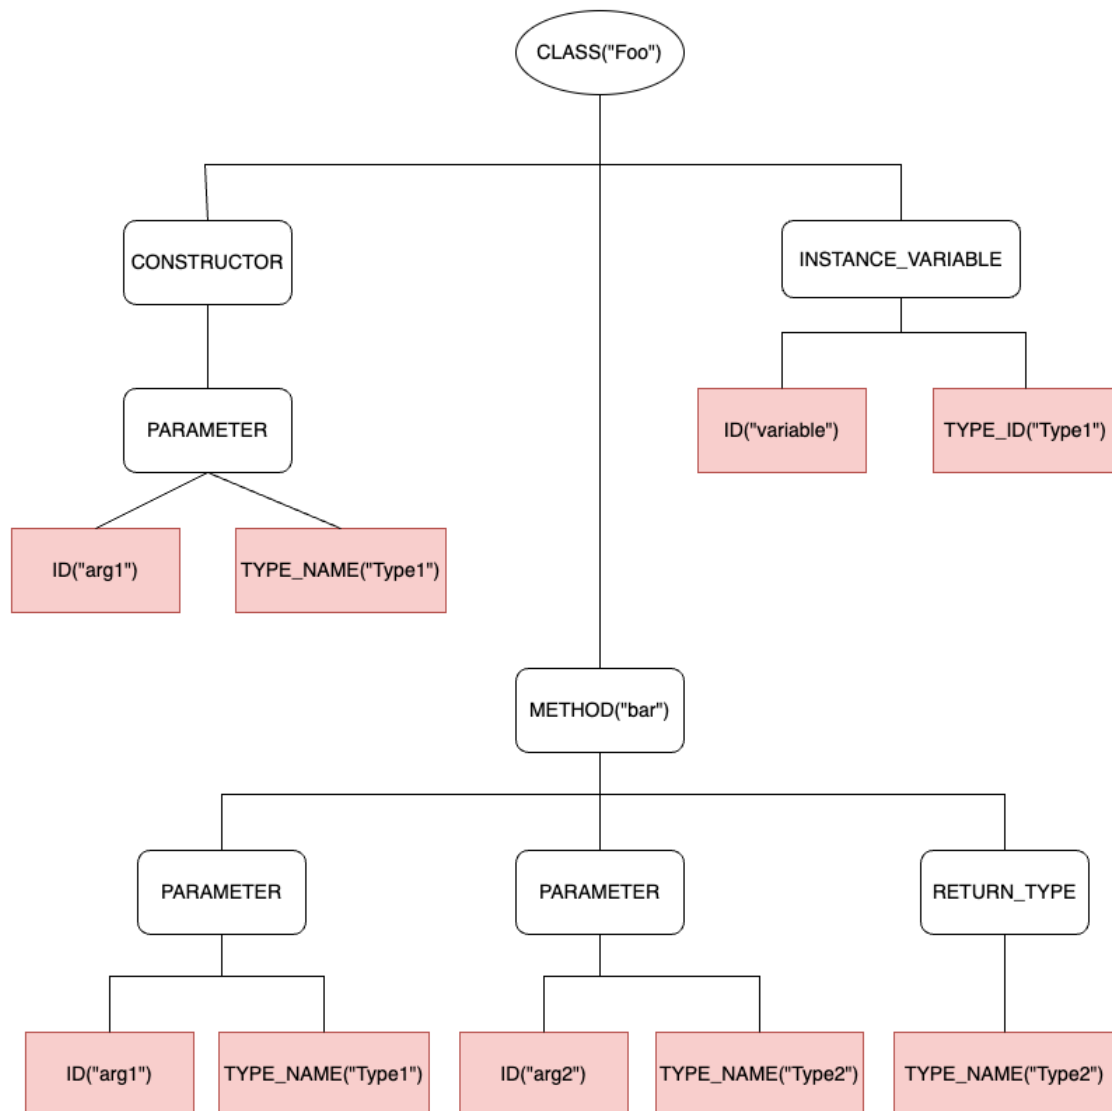 CLASS("Foo")
CONSTRUCTOR
INSTANCE_VARIABLE
PARAMETER
ID("variable")
TYPE_ID("Type1")
ID("arg1")
TYPE_NAME("Type1")
METHOD("bar")
PARAMETER
PARAMETER
RETURN_TYPE
ID("arg1")
TYPE_NAME("Type1")
ID("arg2")
TYPE_NAME("Type2")
TYPE_NAME("Type2")